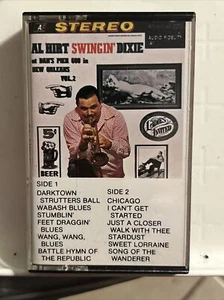 STEREO
AUDIO FIDELITY
AL HIRT SWINGIN' DIXIE
at DAN'S PIER 600 in
NEW ORLEANS
VOL. 2
5¢
BEER
SIDE 1
DARKTOWN
STRUTTERS BALL
WABASH BLUES
STUMBLIN'
FEET DRAGGIN'
BLUES
WANG, WANG,
BLUES
BATTLE HYMN OF
THE REPUBLIC
SIDE 2
CHICAGO
I CAN'T GET
STARTED
JUST A CLOSER
WALK WITH THEE
STARDUST
SWEET LORRAINE
SONG OF THE
WANDERER